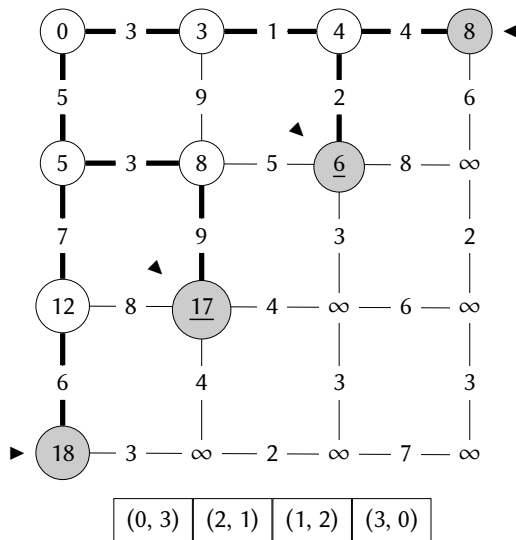 0 3 3 1 4 4 8
5 9 2 6
5 3 8 5 6 8 ∞
7 9 3 2
12 8 17 4 ∞ 6 ∞
6 4 3 3
18 3 ∞ 2 ∞ 7 ∞
(0, 3) (2, 1) (1, 2) (3, 0)